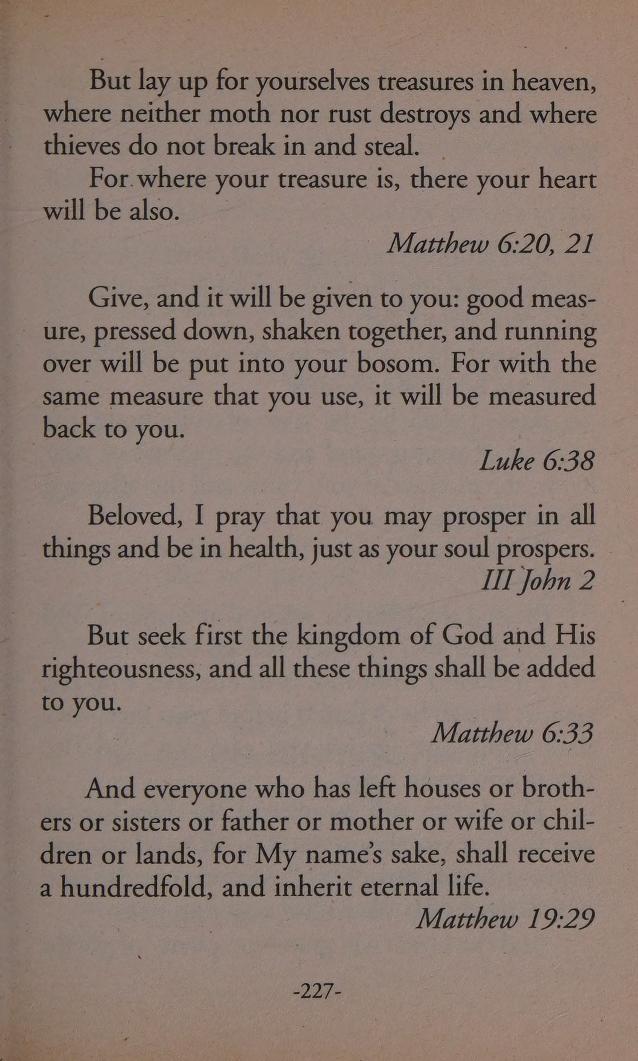 But lay up for yourselves treasures in heaven,
where neither moth nor rust destroys and where
thieves do not break in and steal.
For where your treasure is, there your heart
will be also.
Matthew 6:20, 21
Give, and it will be given to you: good meas-
ure, pressed down, shaken together, and running
over will be put into your bosom. For with the
same measure that you use, it will be measured
back to you.
Luke 6:38
Beloved, I pray that you may prosper in all
things and be in health, just as your soul prospers.
III John 2
But seek first the kingdom of God and His
righteousness, and all these things shall be added
to you.
Matthew 6:33
And everyone who has left houses or broth-
ers or sisters or father or mother or wife or chil-
dren or lands, for My name’s sake, shall receive
a hundredfold, and inherit eternal life.
Matthew 19:29
-227-